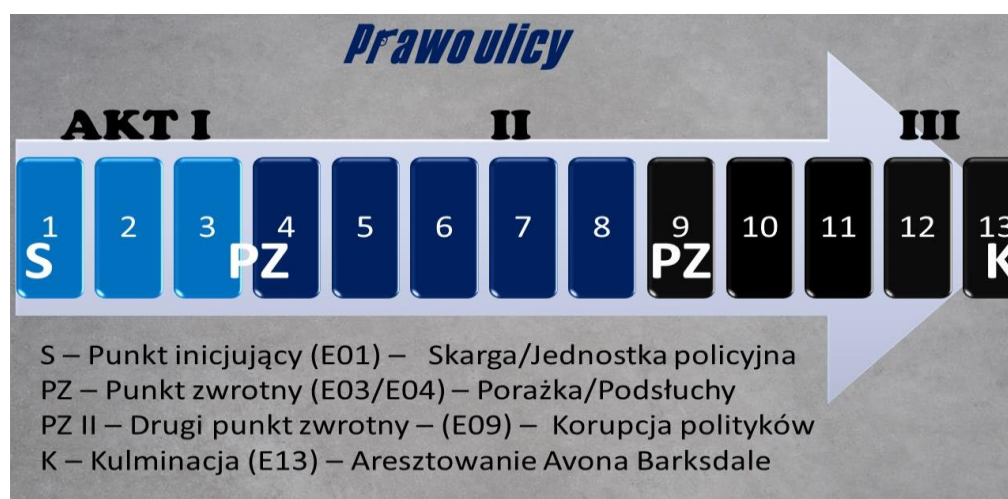 Prawo ulicy
AKT I II III
1 2 3 4 5 6 7 8 9 10 11 12 13
S PZ PZ K
S – Punkt inicjujący (E01) – Skarga/Jednostka policyjna
PZ – Punkt zwrotny (E03/E04) – Porażka/Podsłuchy
PZ II – Drugi punkt zwrotny – (E09) – Korupcja polityków
K – Kulminacja (E13) – Aresztowanie Avona Barksdale